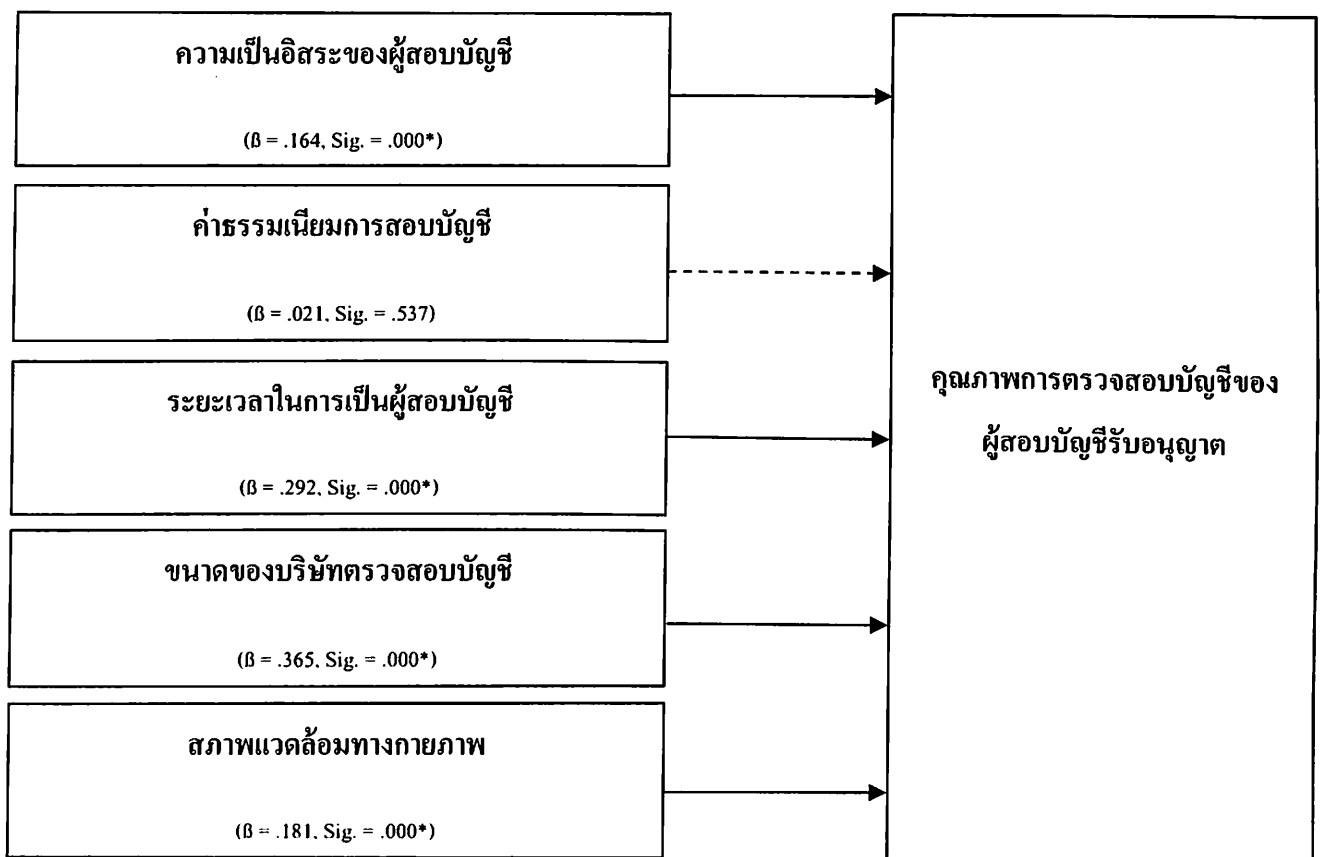 ความเป็นอิสระของผู้สอบบัญชี
(ß = .164, Sig. = .000*)
ค่าธรรมเนียมการสอบบัญชี
(ß = .021, Sig. = .537)
ระยะเวลาในการเป็นผู้สอบบัญชี
(ß = .292, Sig. = .000*)
ขนาดของบริษัทตรวจสอบบัญชี
(ß = .365, Sig. = .000*)
สภาพแวดล้อมทางกายภาพ
(ß = .181, Sig. = .000*)
คุณภาพการตรวจสอบบัญชีของ
ผู้สอบบัญชีรับอนุญาต